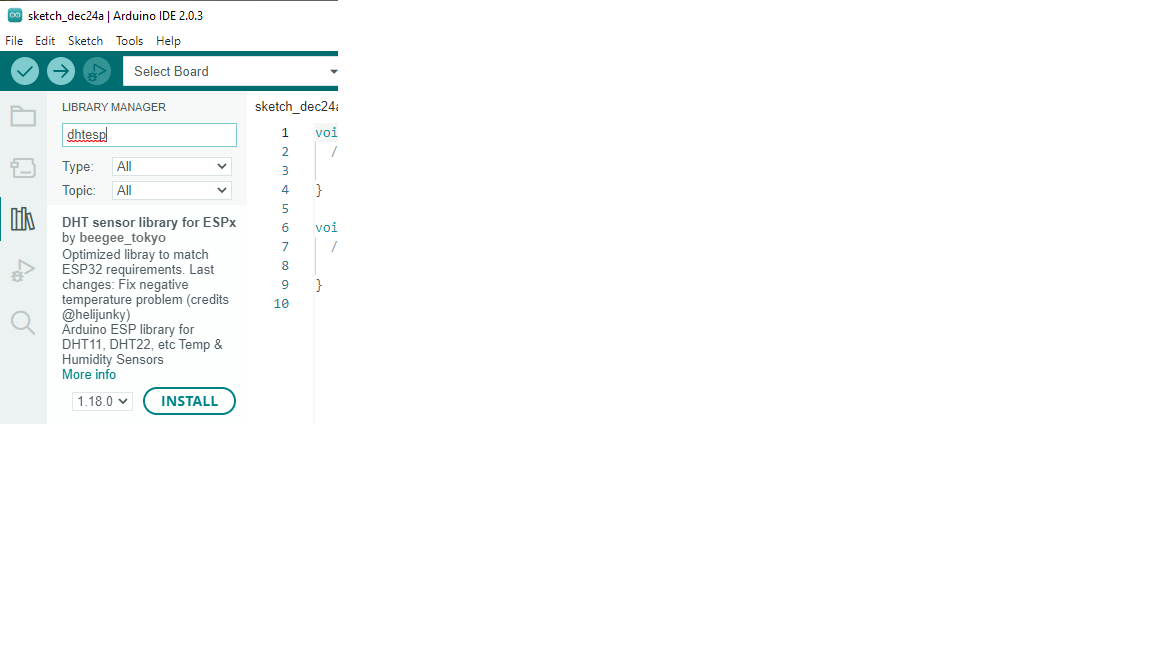 sketch_dec24a | Arduino IDE 2.0.3
File Edit Sketch Tools Help
Select Board
LIBRARY MANAGER
dhtesp
Type: All
Topic: All
DHT sensor library for ESPx
by beegee_tokyo
Optimized libray to match
ESP32 requirements. Last
changes: Fix negative
temperature problem (credits
@helijunky)
Arduino ESP library for
DHT11, DHT22, etc Temp &
Humidity Sensors
More info
1.18.0 INSTALL
sketch_dec24a
1 voi
2 /
3
4 }
5
6 voi
7 /
8
9 }
10